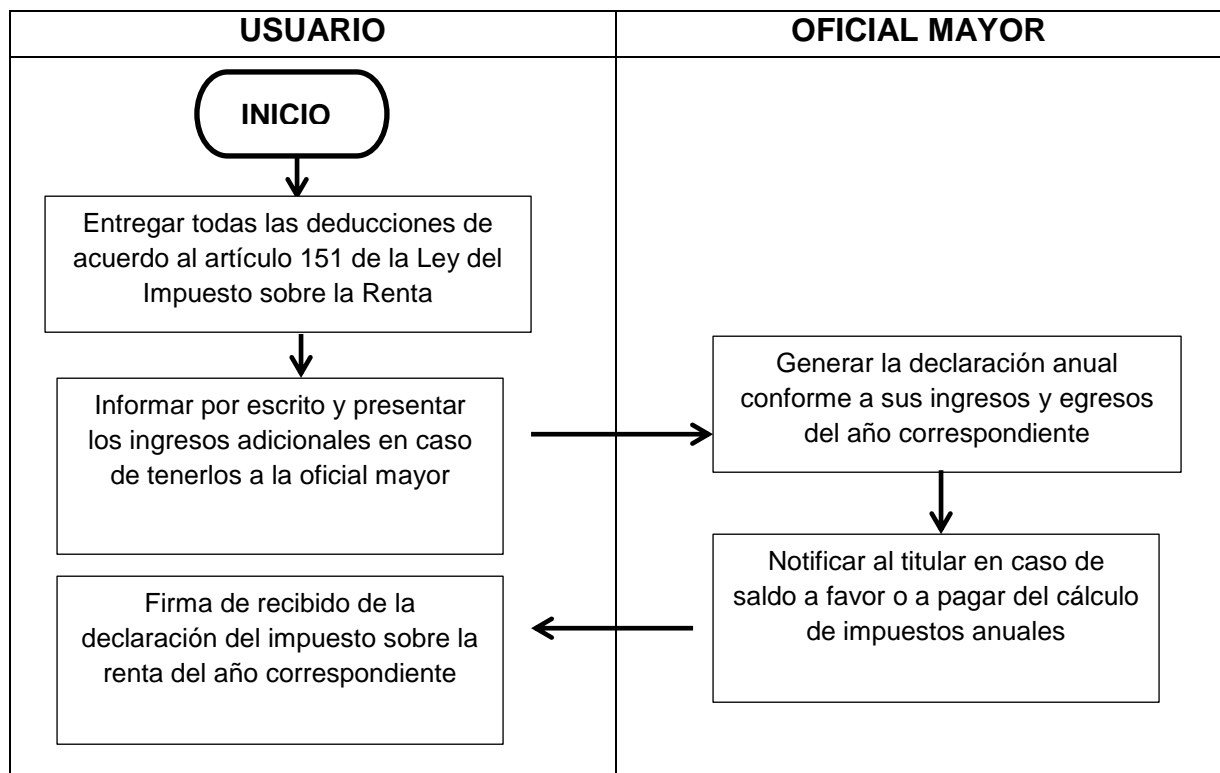 USUARIO
OFICIAL MAYOR
INICIO
Entregar todas las deducciones de
acuerdo al artículo 151 de la Ley del
Impuesto sobre la Renta
Informar por escrito y presentar
los ingresos adicionales en caso
de tenerlos a la oficial mayor
Generar la declaración anual
conforme a sus ingresos y egresos
del año correspondiente
Notificar al titular en caso de
saldo a favor o a pagar del cálculo
de impuestos anuales
Firma de recibido de la
declaración del impuesto sobre la
renta del año correspondiente